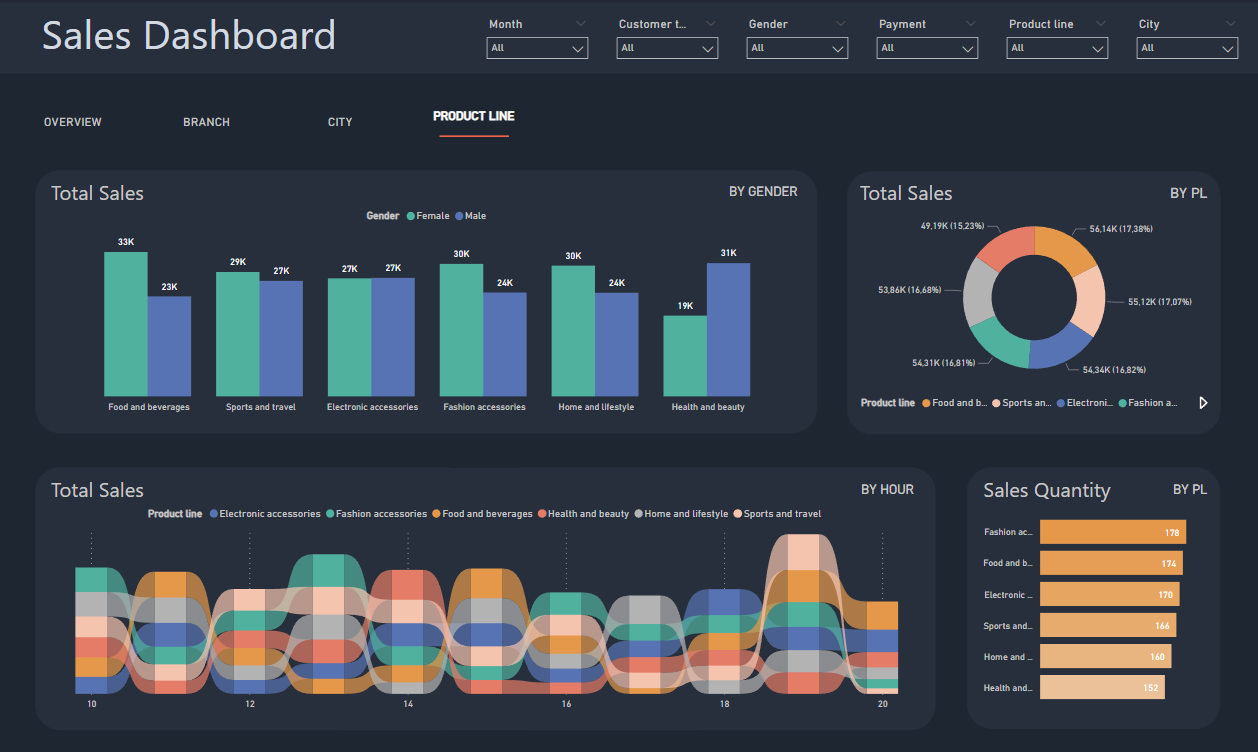 Sales Dashboard
Month
Customer t...
Gender
Payment
Product line
City
All
All
All
All
All
All
OVERVIEW
BRANCH
CITY
PRODUCT LINE
Total Sales
BY GENDER
Gender Female Male
33K
23K
29K
27K
27K
27K
30K
24K
30K
24K
19K
31K
Food and beverages
Sports and travel
Electronic accessories
Fashion accessories
Home and lifestyle
Health and beauty
Total Sales
BY PL
49,19K (15,23%)
56,14K (17,38%)
53,86K (16,68%)
55,12K (17,07%)
54,31K (16,81%)
54,34K (16,82%)
Product line Food and b... Sports an... Electroni... Fashion a...
Total Sales
BY HOUR
Product line Electronic accessories Fashion accessories Food and beverages Health and beauty Home and lifestyle Sports and travel
10
12
14
16
18
20
Sales Quantity
BY PL
Fashion ac... 178
Food and b... 174
Electronic ... 170
Sports and... 166
Home and ... 160
Health and... 152